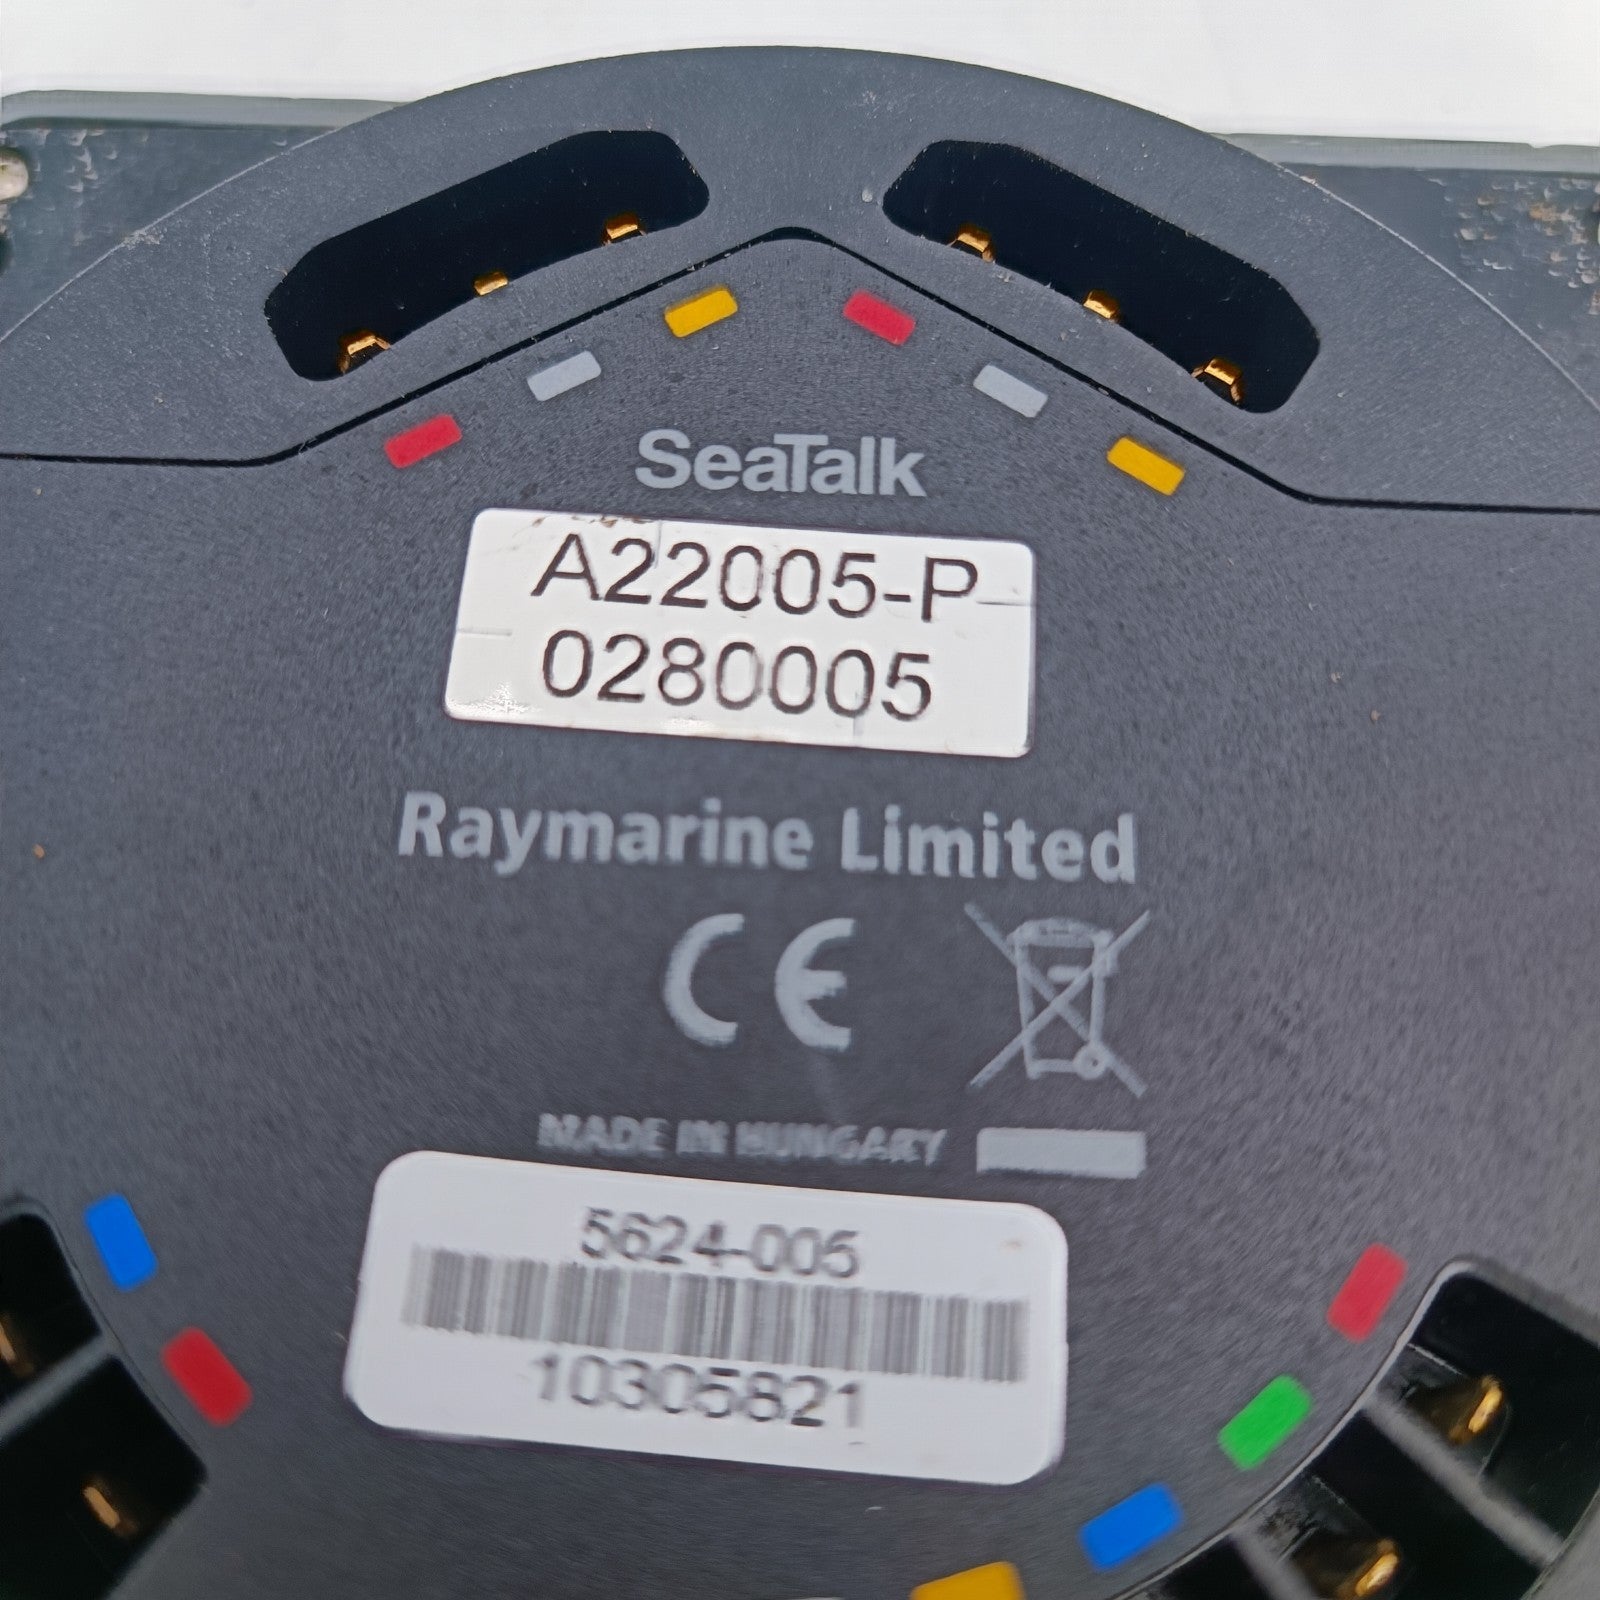 SeaTalk
A22005-P
0280005
Raymarine Limited
CE
MADE IN HUNGARY
5624-005
10305821